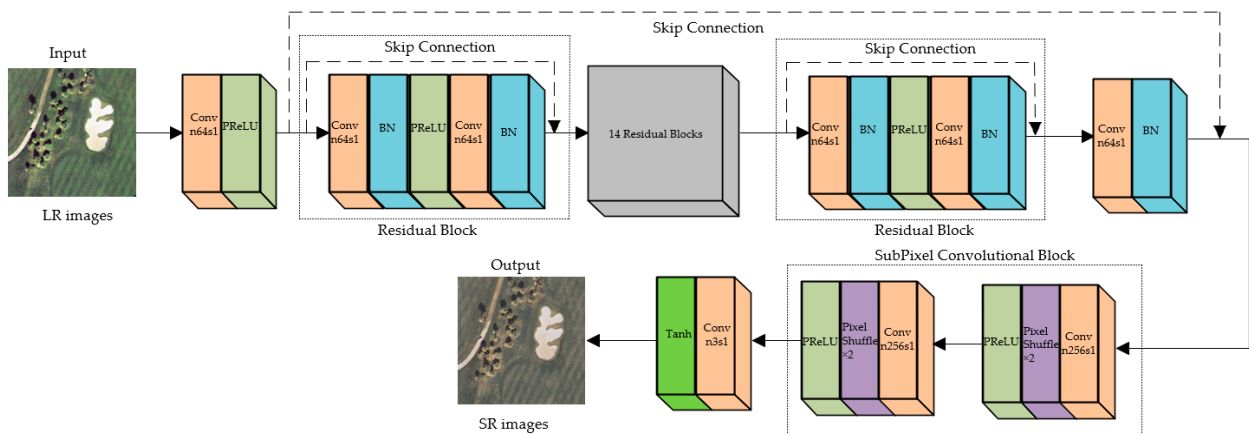 Skip Connection
Input
Skip Connection
Skip Connection
Conv
n64s1
PReLU
Conv
n64s1
BN
PReLU
Conv
n64s1
BN
14 Residual Blocks
Conv
n64s1
BN
PReLU
Conv
n64s1
BN
Conv
n64s1
BN
LR images
Residual Block
Residual Block
Output
SubPixel Convolutional Block
Tanh
Conv
n3s1
PReLU
Pixel
Shuffle
×2
Conv
n256s1
PReLU
Pixel
Shuffle
×2
Conv
n256s1
SR images